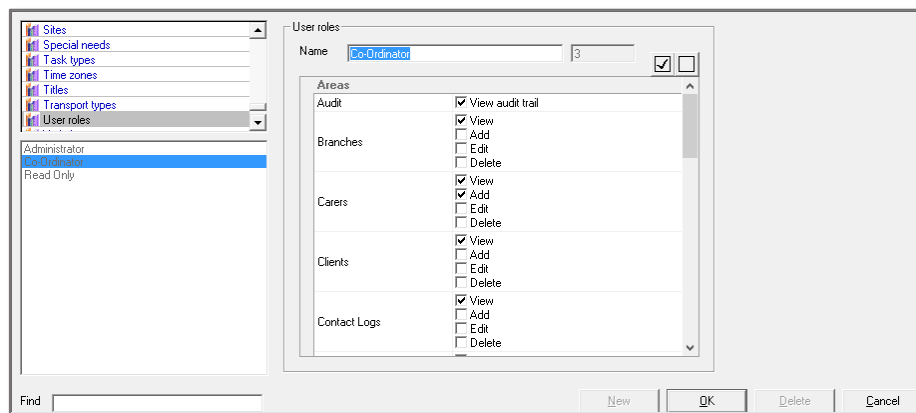 Sites
Special needs
Task types
Time zones
Titles
Transport types
User roles
Administrator
Co-Ordinator
Read Only
Find
User roles
Name Co-Ordinator 3
Areas
Audit View audit trail
Branches
View
Add
Edit
Delete
Carers
View
Add
Edit
Delete
Clients
View
Add
Edit
Delete
Contact Logs
View
Add
Edit
Delete
New OK Delete Cancel